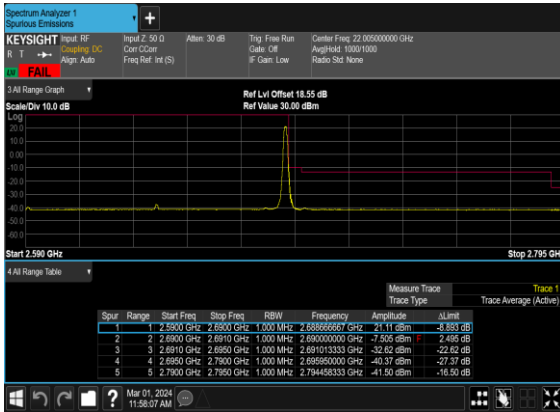 Spectrum Analyzer 1
Spurious Emissions
+
KEYSIGHT Input: RF Input Z: 50 Ω Atten: 30 dB Trig: Free Run Center Freq: 22.005000000 GHz
R T Coupling: DC Corr CCorr Gate: Off Avg|Hold: 1000/1000
Align: Auto Freq Ref: Int (S) IF Gain: Low Radio Std: None
FAIL
3 All Range Graph
Ref Lvl Offset 18.55 dB
Scale/Div 10.0 dB Ref Value 30.00 dBm
Log
20.0
10.0
0.00
-10.0
-20.0
-30.0
-40.0
-50.0
-60.0
Start 2.590 GHz Stop 2.795 GH
4 All Range Table
Measure Trace Trace 1
Trace Type Trace Average (Active)
Spur Range Start Freq Stop Freq RBW Frequency Amplitude ΔLimit
1 1 2.5900 GHz 2.6900 GHz 1.000 MHz 2.688666667 GHz 21.11 dBm -8.893 dB
2 2 2.6900 GHz 2.6910 GHz 1.000 MHz 2.690000000 GHz -7.505 dBm F 2.495 dB
3 3 2.6910 GHz 2.6950 GHz 1.000 MHz 2.691013333 GHz -32.62 dBm -22.62 dB
4 4 2.6950 GHz 2.7900 GHz 1.000 MHz 2.695950000 GHz -40.37 dBm -27.37 dB
5 5 2.7900 GHz 2.7950 GHz 1.000 MHz 2.794458333 GHz -41.50 dBm -16.50 dB
?
Mar 01, 2024
11:58:07 AM